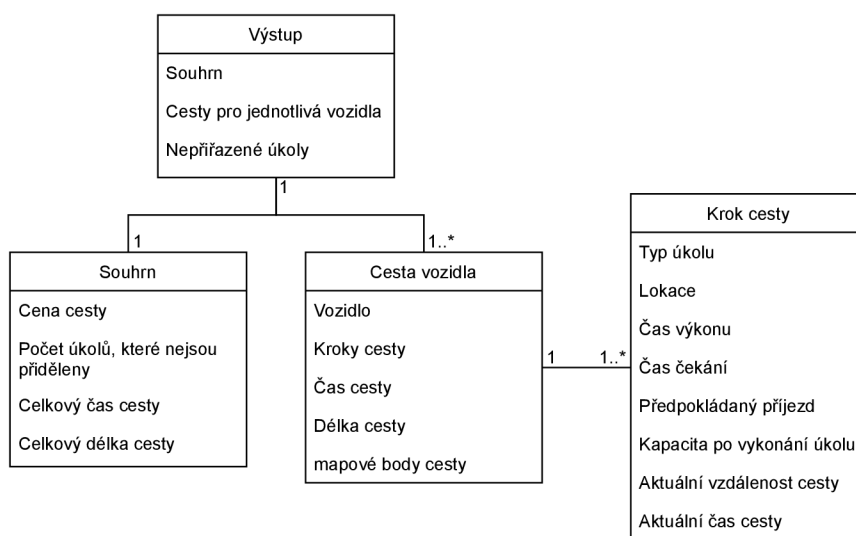 Výstup
Souhrn
Cesty pro jednotlivá vozidla
Nepřiřazené úkoly
1
1
1..*
Souhrn
Cena cesty
Počet úkolů, které nejsou
přiděleny
Celkový čas cesty
Celkový délka cesty
Cesta vozidla
Vozidlo
Kroky cesty
Čas cesty
Délka cesty
mapové body cesty
1
1..*
Krok cesty
Typ úkolu
Lokace
Čas výkonu
Čas čekání
Předpokládaný příjezd
Kapacita po vykonání úkolu
Aktuální vzdálenost cesty
Aktuální čas cesty